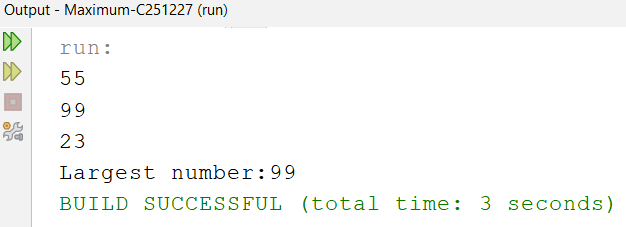 Output - Maximum-C251227 (run)
run:
55
99
23
Largest number:99
BUILD SUCCESSFUL (total time: 3 seconds)